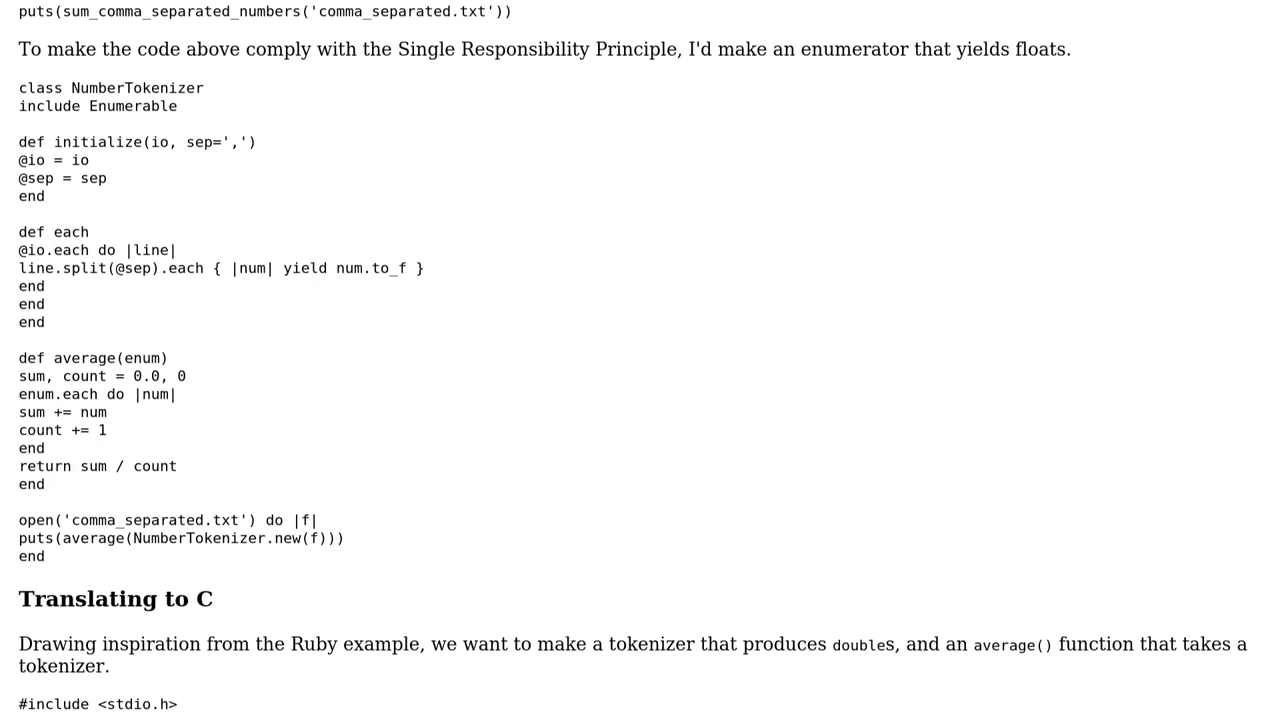 puts(sum_comma_separated_numbers('comma_separated.txt'))
To make the code above comply with the Single Responsibility Principle, I'd make an enumerator that yields floats.
class NumberTokenizer
include Enumerable
def initialize(io, sep=',')
@io = io
@sep = sep
end
def each
@io.each do |line|
line.split(@sep).each { |num| yield num.to_f }
end
end
end
def average(enum)
sum, count = 0.0, 0
enum.each do |num|
sum += num
count += 1
end
return sum / count
end
open('comma_separated.txt') do |f|
puts(average(NumberTokenizer.new(f)))
end
Translating to C
Drawing inspiration from the Ruby example, we want to make a tokenizer that produces doubles, and an average() function that takes a
tokenizer.
#include <stdio.h>